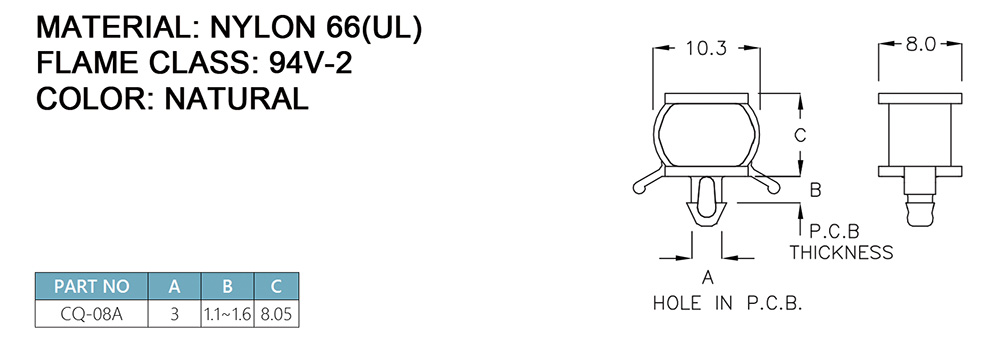 MATERIAL: NYLON 66(UL)
FLAME CLASS: 94V-2
COLOR: NATURAL
10.3
8.0
C
B
P.C.B
THICKNESS
A
HOLE IN P.C.B.
PART NO A B C
CQ-08A 3 1.1~1.6 8.05